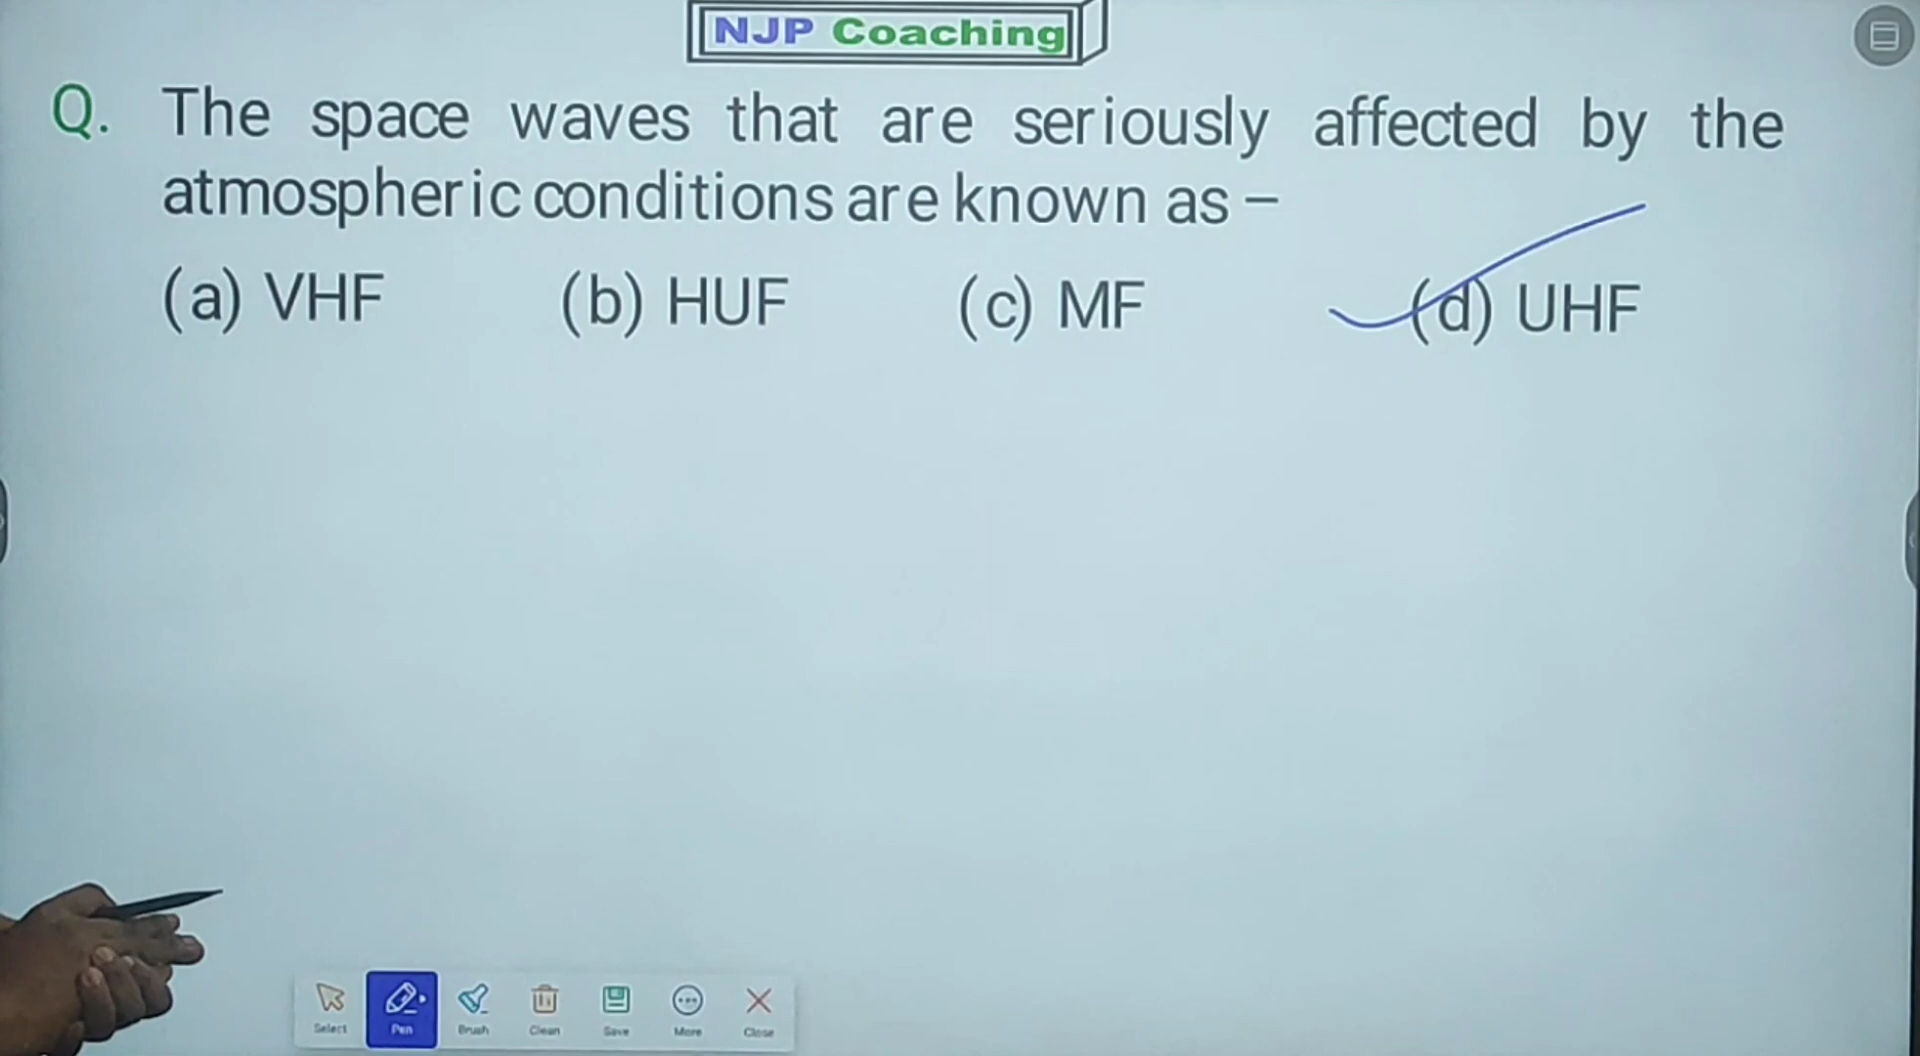 NJP Coaching
Q. The space waves that are seriously affected by the
atmospheric conditions are known as –
(a) VHF (b) HUF (c) MF (d) UHF
Select Pen Brush Clean Save More Close